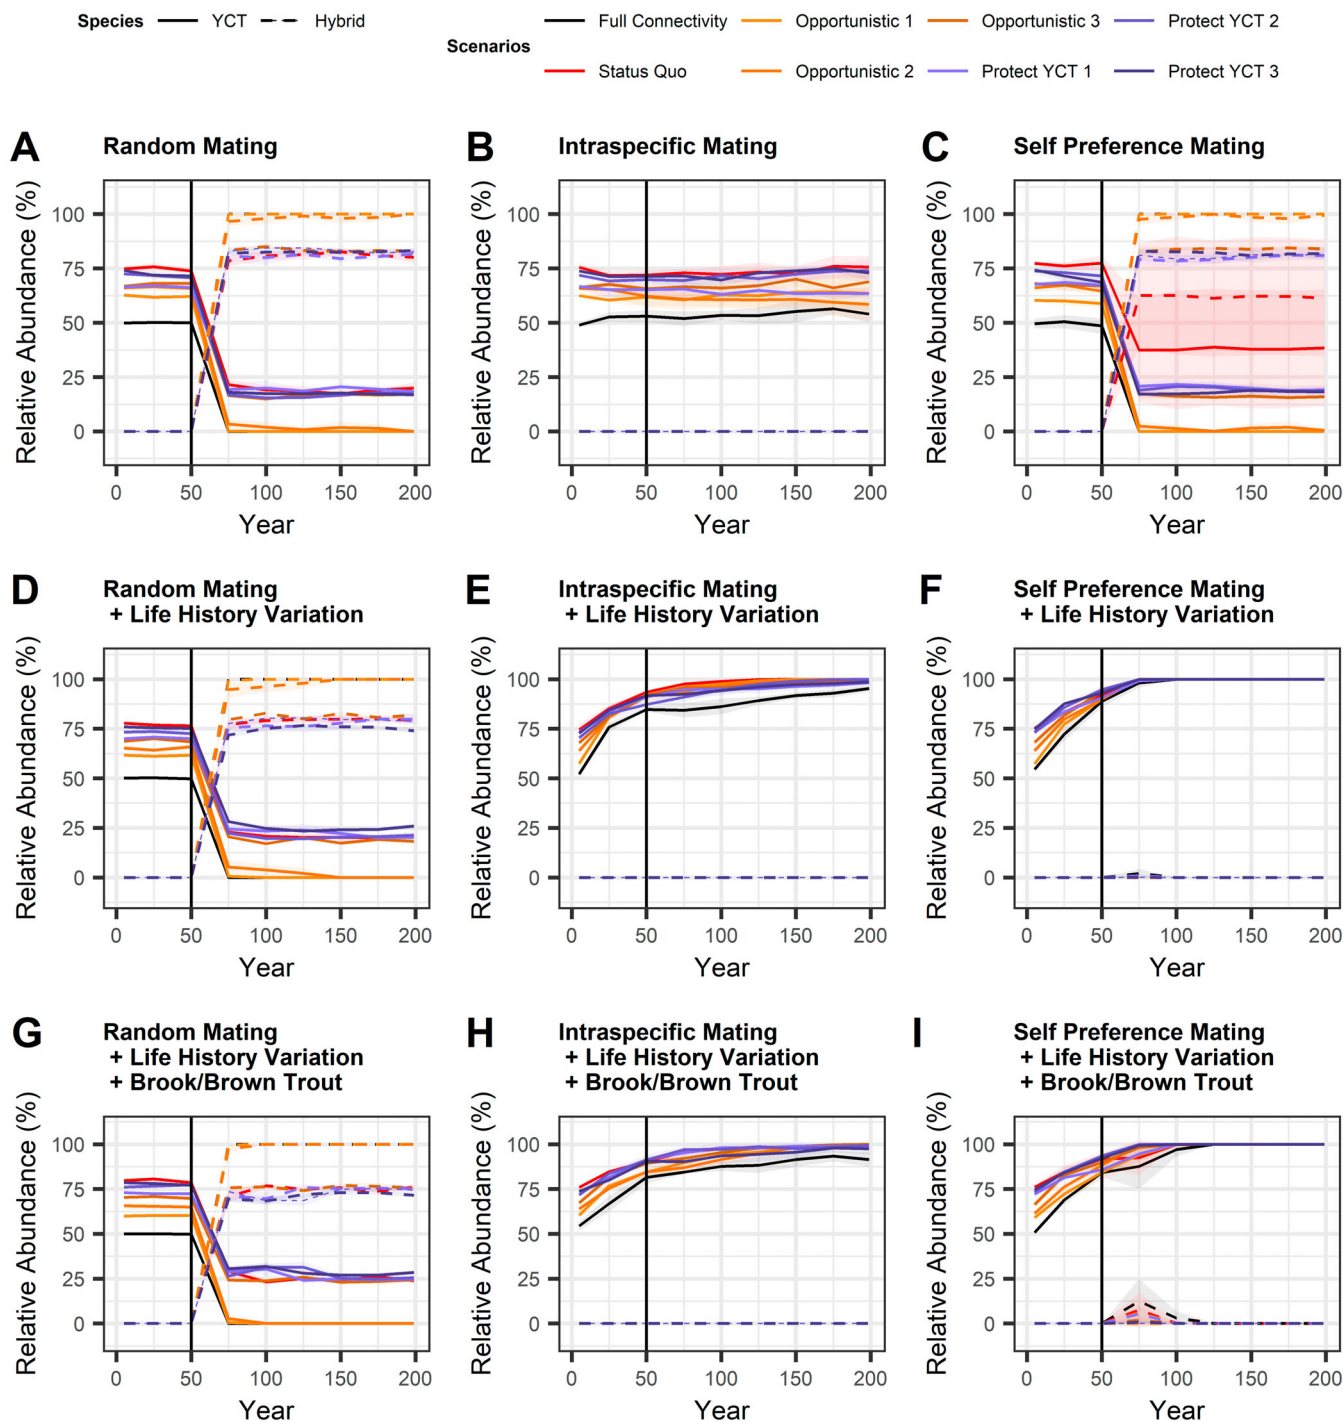 Species YCT Hybrid
Scenarios
Full Connectivity Opportunistic 1 Opportunistic 3 Protect YCT 2
Status Quo Opportunistic 2 Protect YCT 1 Protect YCT 3
A Random Mating
Relative Abundance (%)
100
75
50
25
0
0 50 100 150 200
Year
B Intraspecific Mating
Relative Abundance (%)
100
75
50
25
0
0 50 100 150 200
Year
C Self Preference Mating
Relative Abundance (%)
100
75
50
25
0
0 50 100 150 200
Year
D Random Mating
+ Life History Variation
Relative Abundance (%)
100
75
50
25
0
0 50 100 150 200
Year
E Intraspecific Mating
+ Life History Variation
Relative Abundance (%)
100
75
50
25
0
0 50 100 150 200
Year
F Self Preference Mating
+ Life History Variation
Relative Abundance (%)
100
75
50
25
0
0 50 100 150 200
Year
G Random Mating
+ Life History Variation
+ Brook/Brown Trout
Relative Abundance (%)
100
75
50
25
0
0 50 100 150 200
Year
H Intraspecific Mating
+ Life History Variation
+ Brook/Brown Trout
Relative Abundance (%)
100
75
50
25
0
0 50 100 150 200
Year
I Self Preference Mating
+ Life History Variation
+ Brook/Brown Trout
Relative Abundance (%)
100
75
50
25
0
0 50 100 150 200
Year